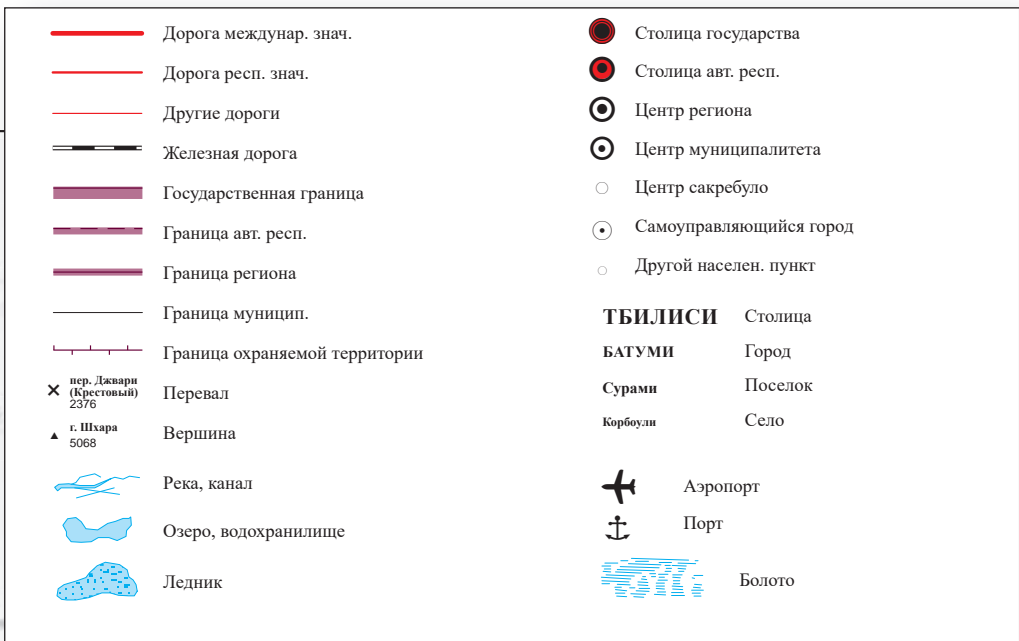 Дорога междунар. знач.
Дорога респ. знач.
Другие дороги
Железная дорога
Государственная граница
Граница авт. респ.
Граница региона
Граница муницип.
Граница охраняемой территории
пер. Джвари
(Крестовый)
2376
Перевал
г. Шхара
5068
Вершина
Река, канал
Озеро, водохранилище
Ледник
Столица государства
Столица авт. респ.
Центр региона
Центр муниципалитета
Центр сакребуло
Самоуправляющийся город
Другой населен. пункт
ТБИЛИСИ Столица
БАТУМИ Город
Сурами Поселок
Корбоули Село
Аэропорт
Порт
Болото